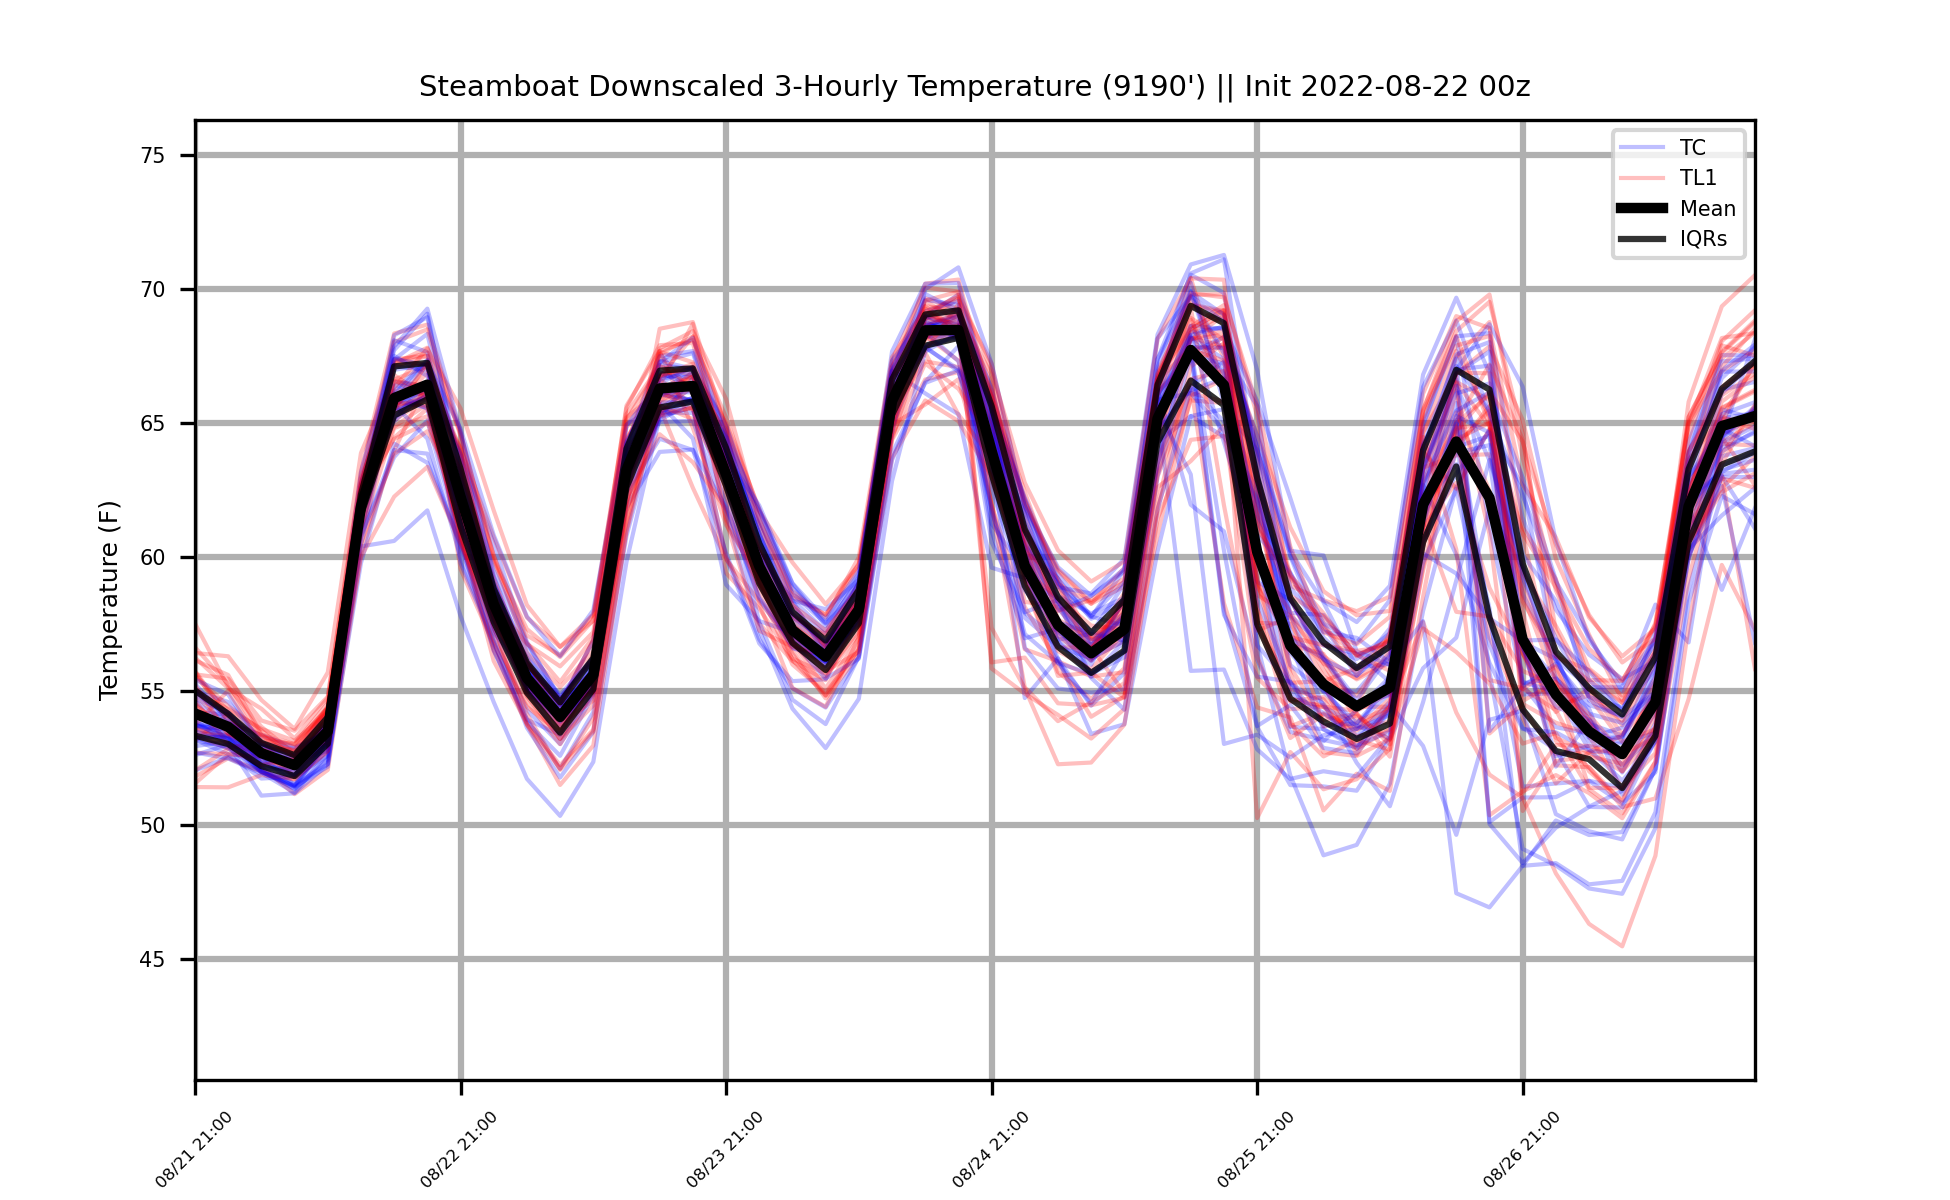 Steamboat Downscaled 3-Hourly Temperature (9190') || Init 2022-08-22 00z
TC
TL1
Mean
IQRs
Temperature (F)
75
70
65
60
55
50
45
08/21 21:00
08/22 21:00
08/23 21:00
08/24 21:00
08/25 21:00
08/26 21:00